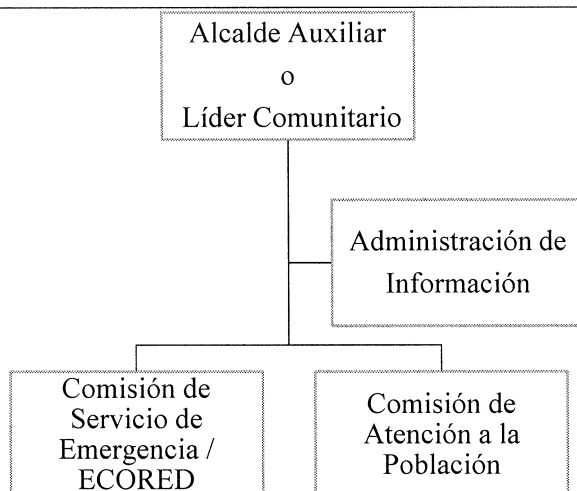 Alcalde Auxiliar
o
Líder Comunitario
Administración de
Información
Comisión de
Servicio de
Emergencia /
ECORED
Comisión de
Atención a la
Población